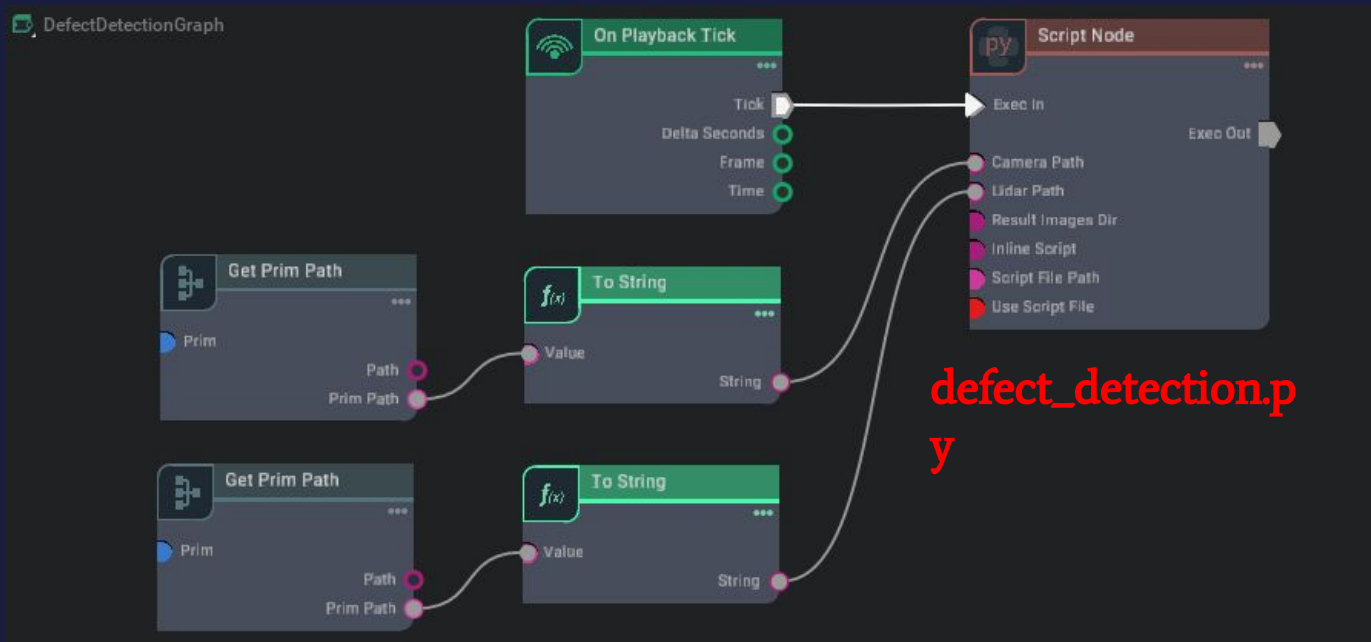 DefectDetectionGraph
On Playback Tick
Tick
Delta Seconds
Frame
Time
py
Script Node
Exec In
Exec Out
Camera Path
Lidar Path
Result Images Dir
Inline Script
Script File Path
Use Script File
Get Prim Path
Prim
Path
Prim Path
f(x)
To String
Value
String
defect_detection.p
y
Get Prim Path
Prim
Path
Prim Path
f(x)
To String
Value
String